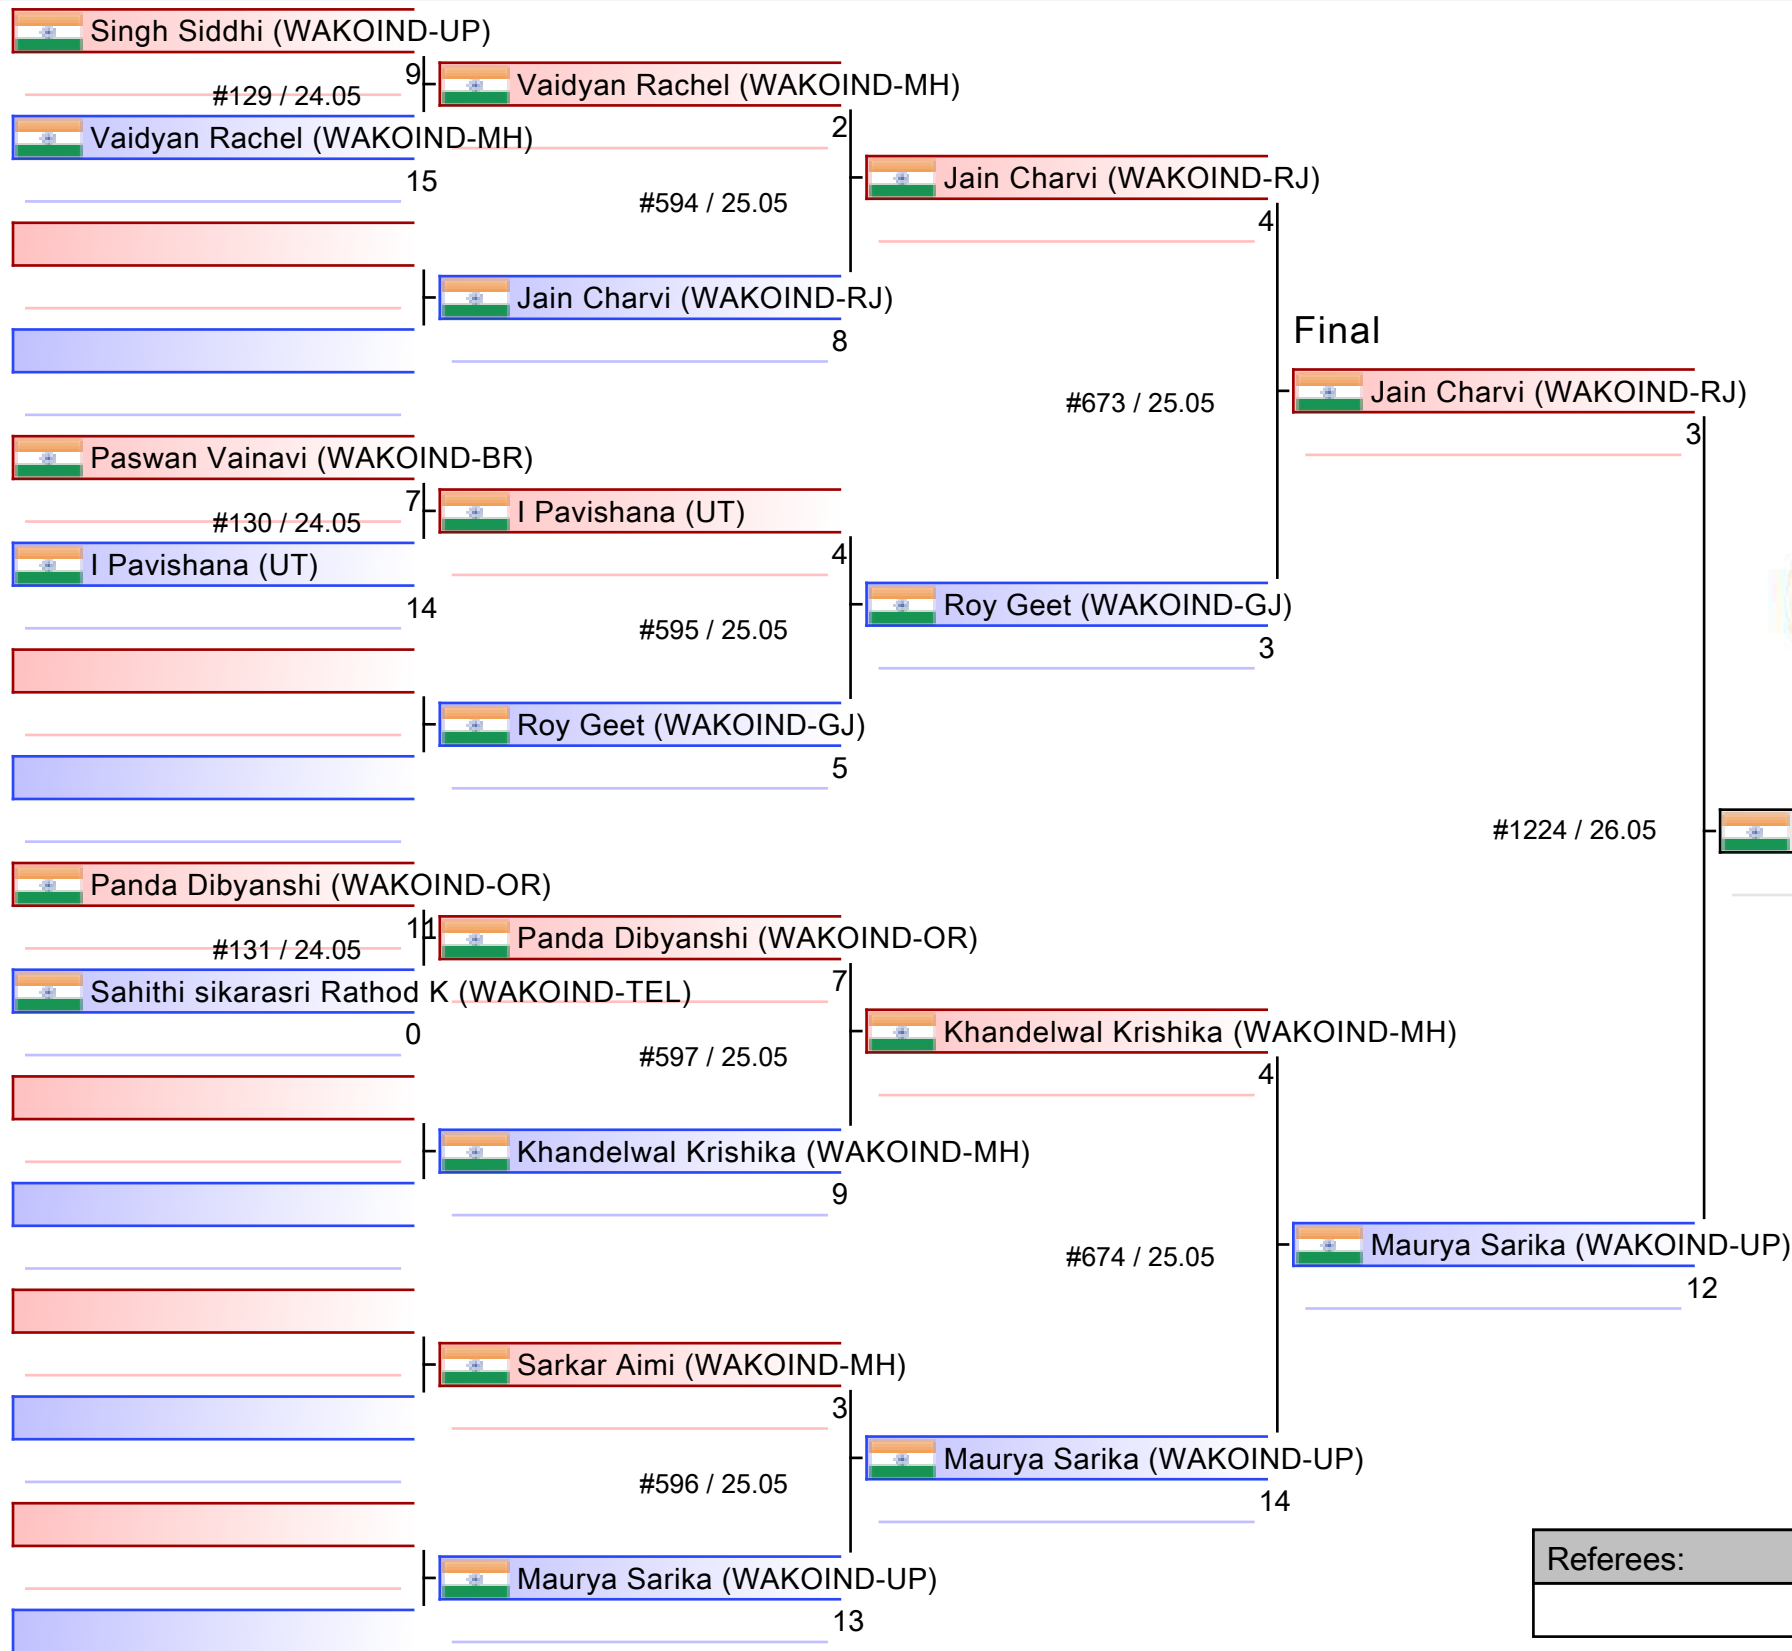 Singh Siddhi (WAKOIND-UP)
9
#129 / 24.05
Vaidyan Rachel (WAKOIND-MH)
15
Vaidyan Rachel (WAKOIND-MH)
2
#594 / 25.05
Jain Charvi (WAKOIND-RJ)
8
Jain Charvi (WAKOIND-RJ)
4
Final
#673 / 25.05
Jain Charvi (WAKOIND-RJ)
3
Paswan Vainavi (WAKOIND-BR)
7
#130 / 24.05
I Pavishana (UT)
14
I Pavishana (UT)
4
#595 / 25.05
Roy Geet (WAKOIND-GJ)
5
Roy Geet (WAKOIND-GJ)
3
#1224 / 26.05
Panda Dibyanshi (WAKOIND-OR)
11
#131 / 24.05
Sahithi sikarasri Rathod K (WAKOIND-TEL)
0
Panda Dibyanshi (WAKOIND-OR)
7
#597 / 25.05
Khandelwal Krishika (WAKOIND-MH)
9
Khandelwal Krishika (WAKOIND-MH)
4
#674 / 25.05
Maurya Sarika (WAKOIND-UP)
12
Sarkar Aimi (WAKOIND-MH)
3
#596 / 25.05
Maurya Sarika (WAKOIND-UP)
13
Maurya Sarika (WAKOIND-UP)
14
Referees: